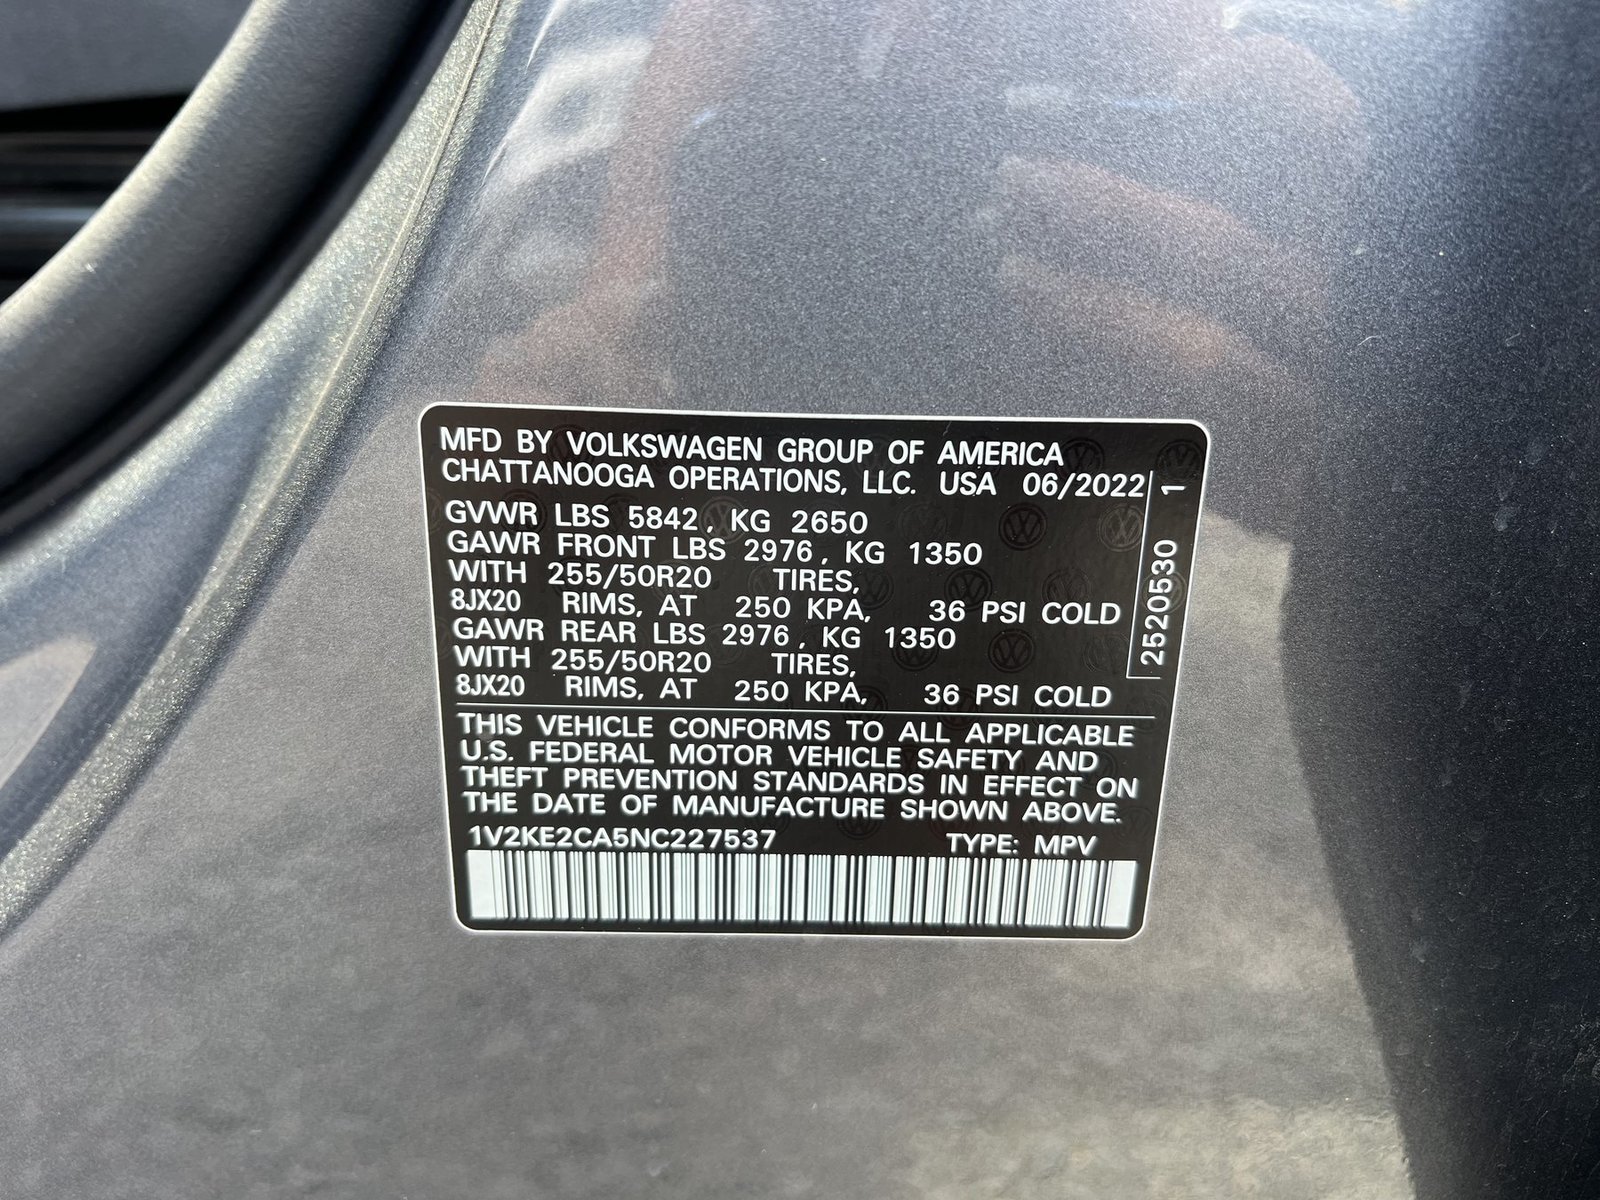 MFD BY VOLKSWAGEN GROUP OF AMERICA
CHATTANOOGA OPERATIONS, LLC. USA 06/2022
GVWR LBS 5842, KG 2650
GAWR FRONT LBS 2976, KG 1350
WITH 255/50R20 TIRES,
8JX20 RIMS, AT 250 KPA, 36 PSI COLD
GAWR REAR LBS 2976, KG 1350
WITH 255/50R20 TIRES,
8JX20 RIMS, AT 250 KPA, 36 PSI COLD
2520530 1
THIS VEHICLE CONFORMS TO ALL APPLICABLE
U.S. FEDERAL MOTOR VEHICLE SAFETY AND
THEFT PREVENTION STANDARDS IN EFFECT ON
THE DATE OF MANUFACTURE SHOWN ABOVE.
1V2KE2CA5NC227537 TYPE: MPV